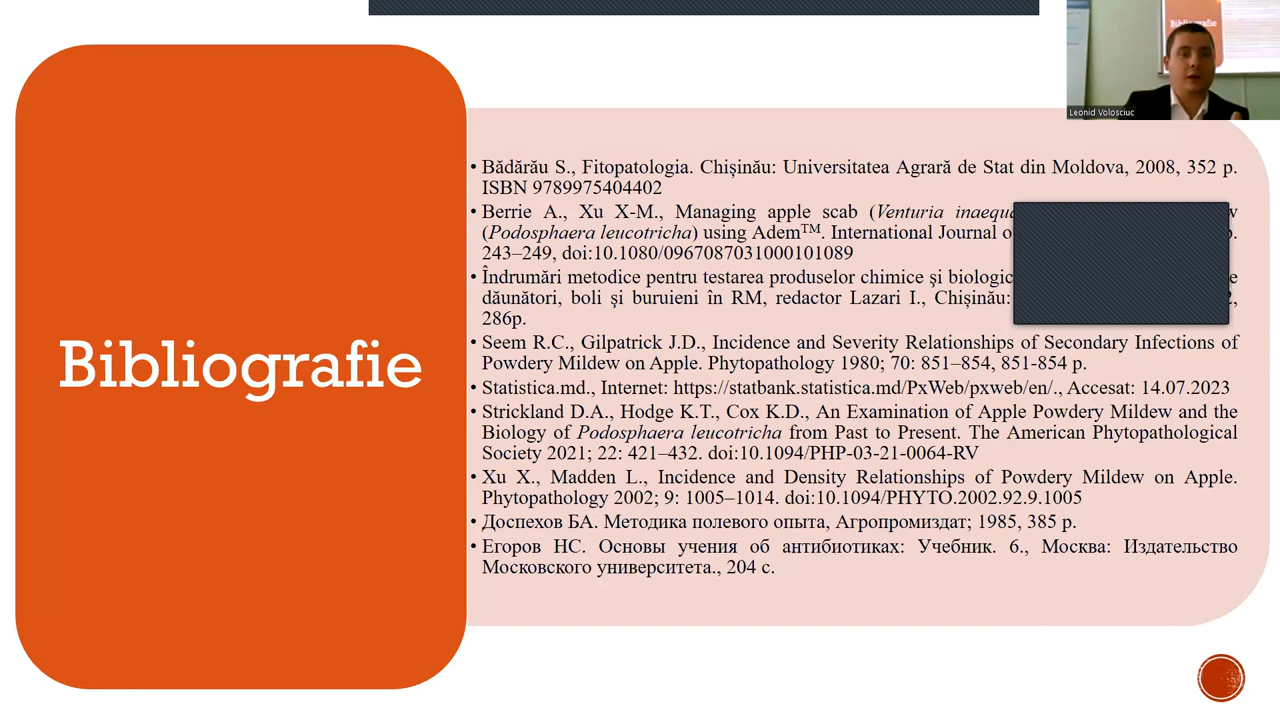 Bibliografie
Leonid Volosciuc
Bibliografie
• Bădărău S., Fitopatologia. Chișinău: Universitatea Agrară de Stat din Moldova, 2008, 352 p.
ISBN 9789975404402
• Berrie A., Xu X-M., Managing apple scab (Venturia
(Podosphaera leucotricha) using Adem™. International Journal
243–249, doi:10.1080/0967087031000101089
• Îndrumări metodice pentru testarea produselor chimice şi
dăunători, boli şi buruieni în RM, redactor Lazari I., Chişinău:
286p.
• Seem R.C., Gilpatrick J.D., Incidence and Severity Relationships of Secondary Infections of
Powdery Mildew on Apple. Phytopathology 1980; 70: 851–854, 851-854 p.
• Statistica.md., Internet: https://statbank.statistica.md/PxWeb/pxweb/en/., Accesat: 14.07.2023
• Strickland D.A., Hodge K.T., Cox K.D., An Examination of Apple Powdery Mildew and the
Biology of Podosphaera leucotricha from Past to Present. The American Phytopathological
Society 2021; 22: 421–432. doi:10.1094/PHP-03-21-0064-RV
• Xu X., Madden L., Incidence and Density Relationships of Powdery Mildew on Apple.
Phytopathology 2002; 9: 1005–1014. doi:10.1094/PHYTO.2002.92.9.1005
• Доспехов БА. Методика полевого опыта, Агропромиздат; 1985, 385 р.
• Егоров НС. Основы учения об антибиотиках: Учебник. 6., Москва: Издательство
Московского университета., 204 с.